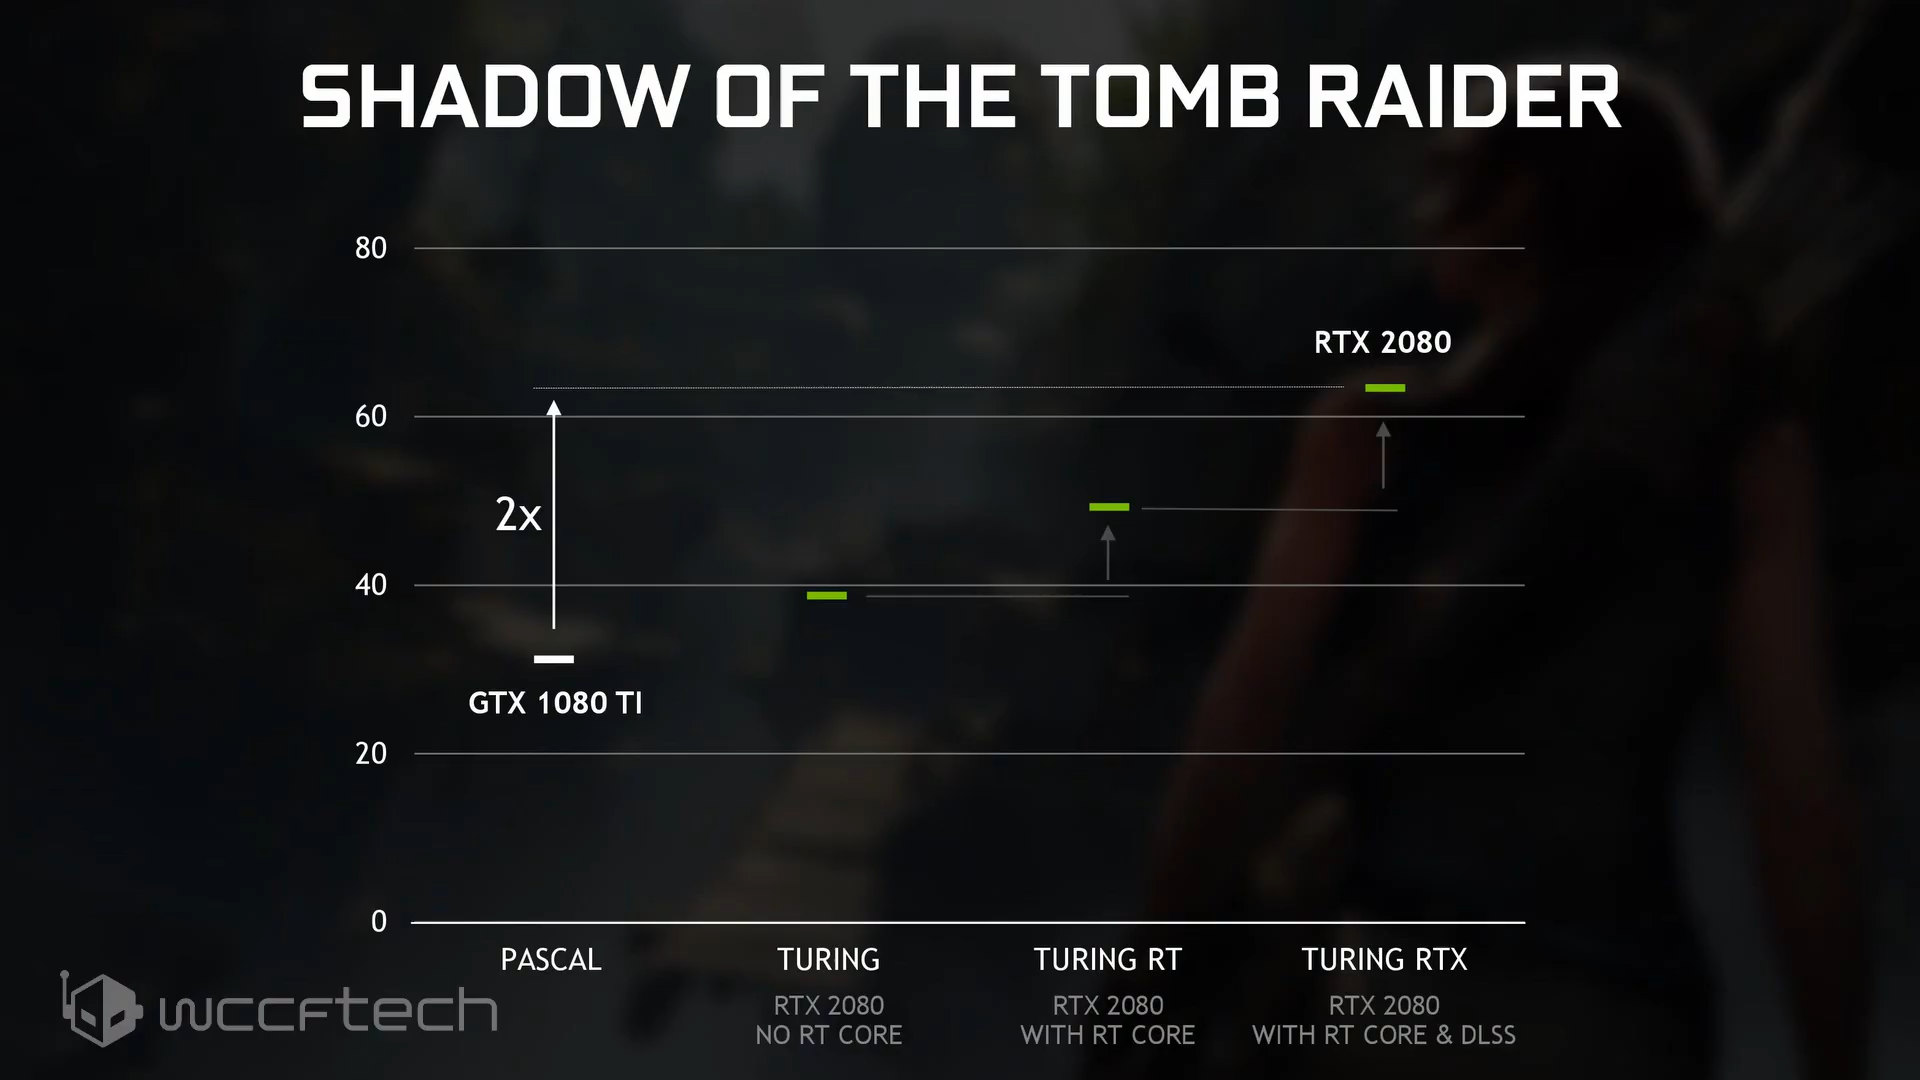 SHADOW OF THE TOMB RAIDER
80
RTX 2080
60
2x
40
GTX 1080 TI
20
0
PASCAL
TURING
RTX 2080
NO RT CORE
TURING RT
RTX 2080
WITH RT CORE
TURING RTX
RTX 2080
WITH RT CORE & DLSS
wccftech